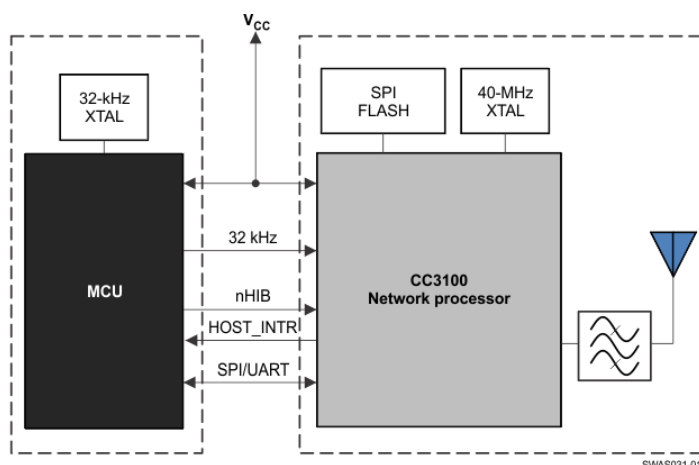 VCC
32-kHz
XTAL
SPI
FLASH
40-MHz
XTAL
32 kHz
MCU
CC3100
Network processor
nHIB
HOST_INTR
SPI/UART